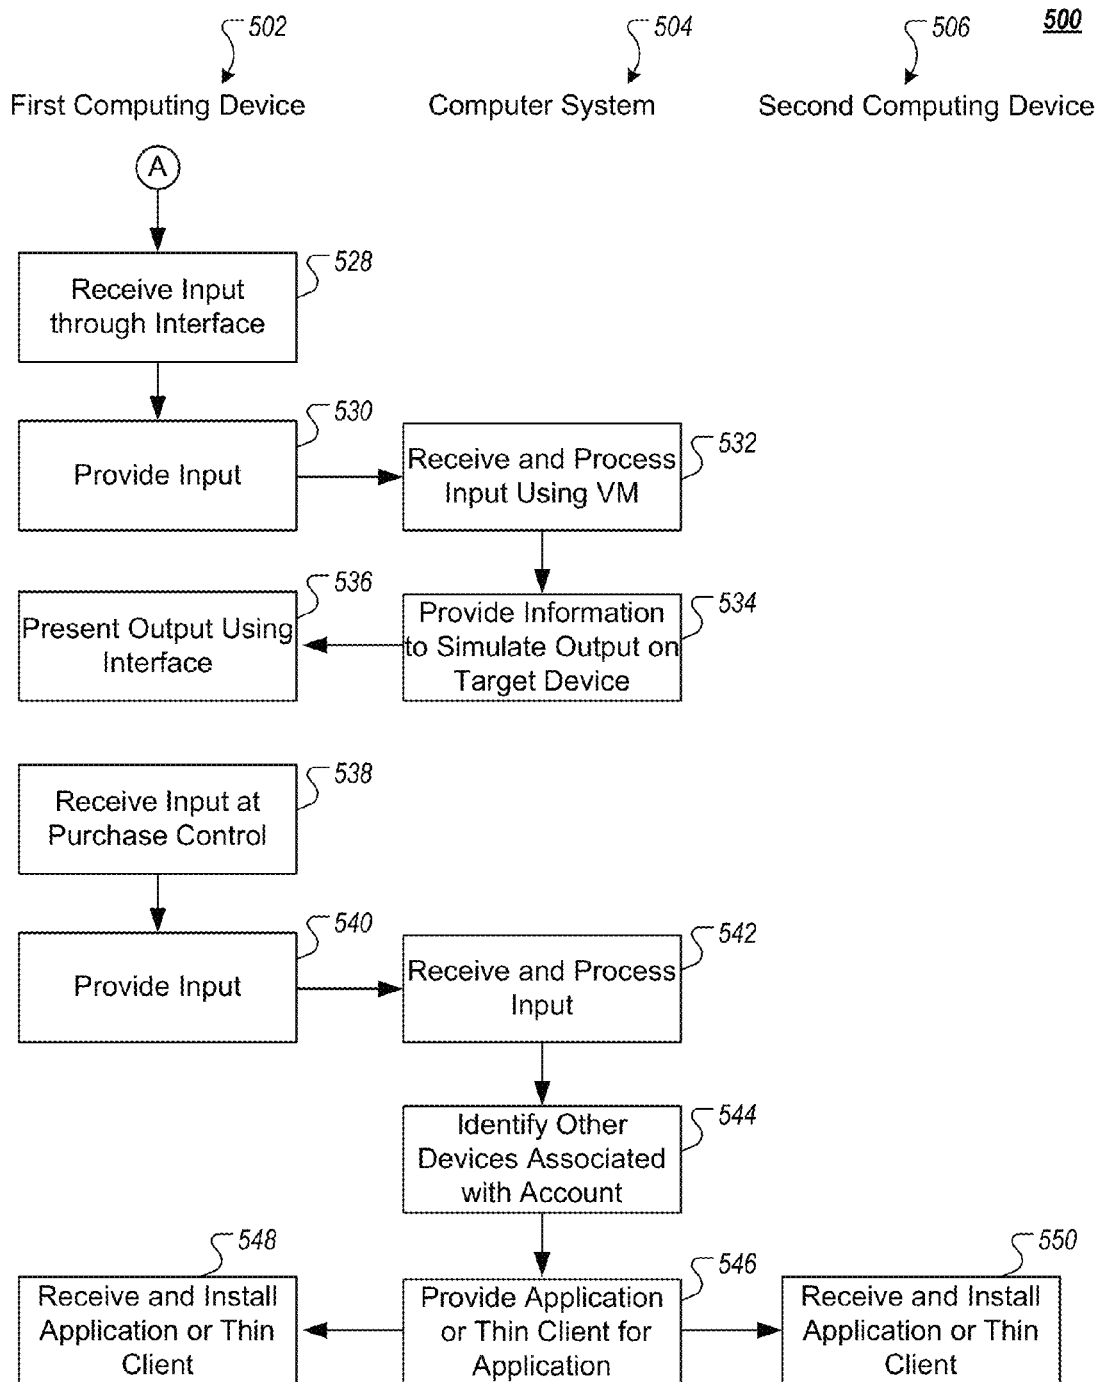 500
502
504
506
First Computing Device
Computer System
Second Computing Device
A
528
Receive Input
through Interface
530
Provide Input
532
Receive and Process
Input Using VM
536
Present Output Using
Interface
534
Provide Information
to Simulate Output on
Target Device
538
Receive Input at
Purchase Control
540
Provide Input
542
Receive and Process
Input
544
Identify Other
Devices Associated
with Account
548
Receive and Install
Application or Thin
Client
546
Provide Application
or Thin Client for
Application
550
Receive and Install
Application or Thin
Client